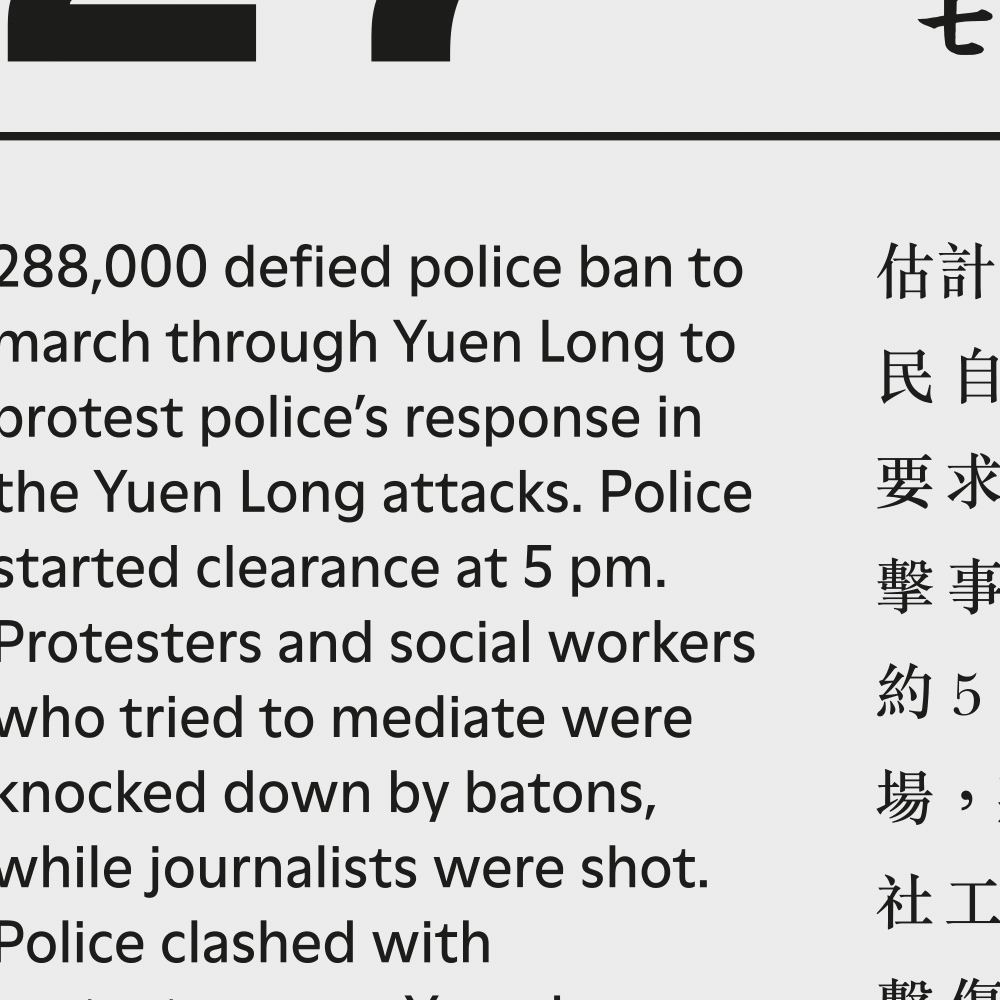 27
七
288,000 defied police ban to
march through Yuen Long to
protest police’s response in
the Yuen Long attacks. Police
started clearance at 5 pm.
Protesters and social workers
who tried to mediate were
knocked down by batons,
while journalists were shot.
Police clashed with
估計
民自
要求
擊事
約5
場，
社工